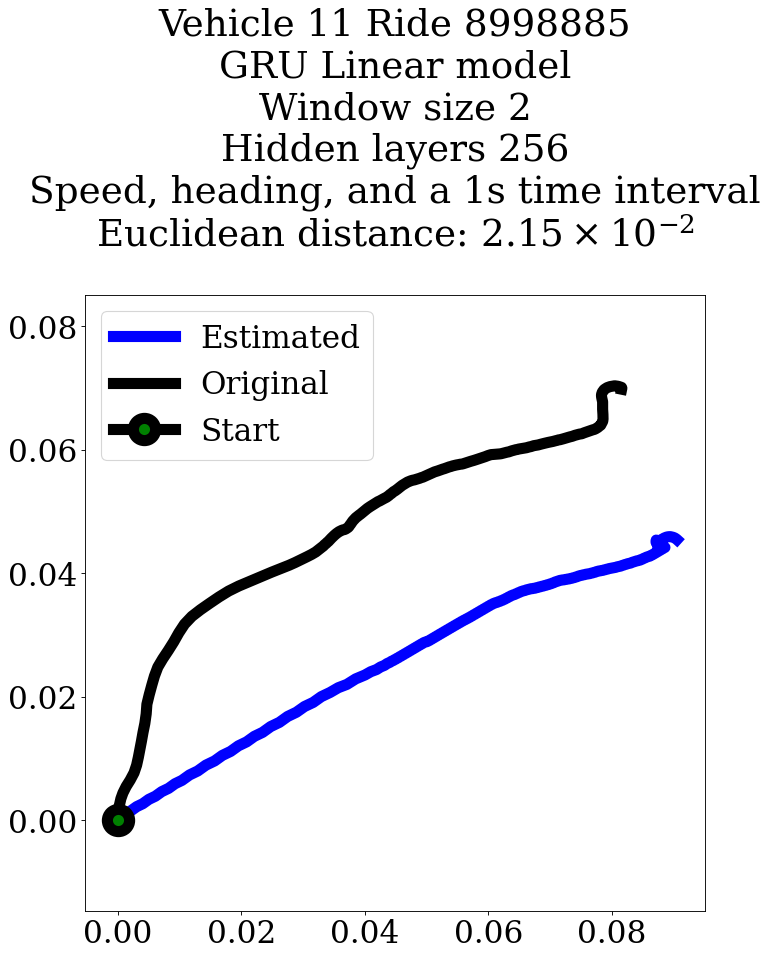 Vehicle 11 Ride 8998885
GRU Linear model
Window size 2
Hidden layers 256
Speed, heading, and a 1s time interval
Euclidean distance: 2.15 × 10⁻²
Estimated
Original
Start
0.08
0.06
0.04
0.02
0.00
0.00 0.02 0.04 0.06 0.08